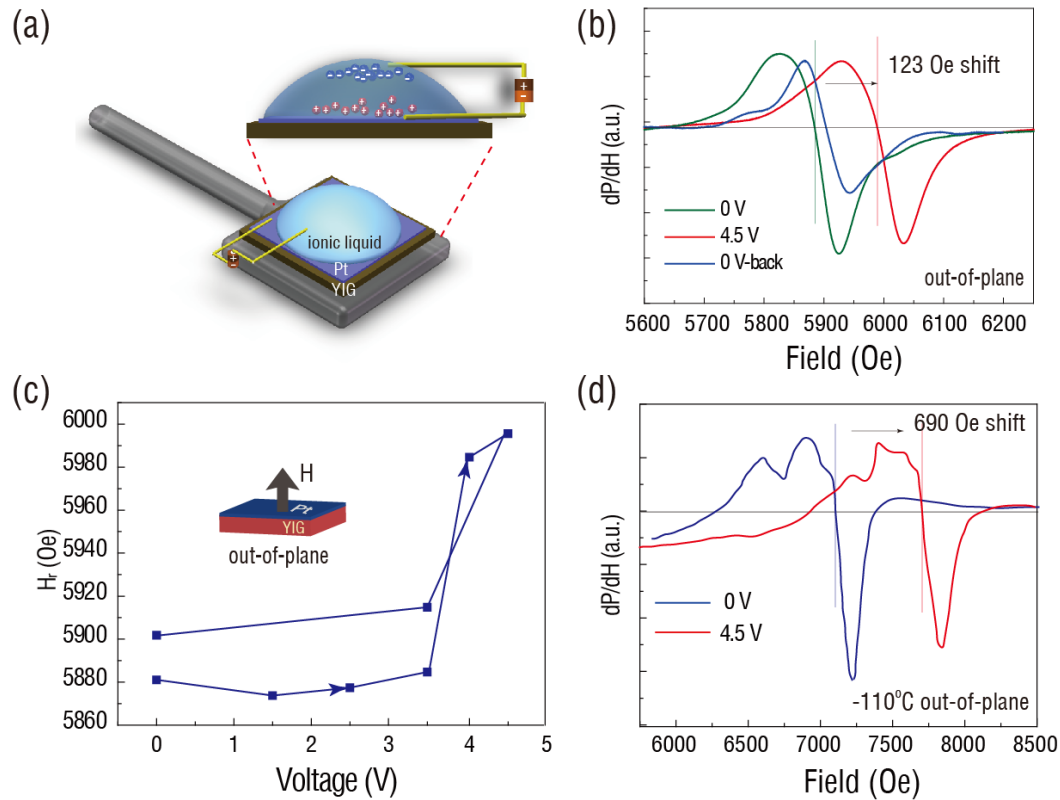 (a)
ionic liquid
Pt
YIG
(b)
123 Oe shift
dP/dH (a.u.)
0 V
4.5 V
0 V-back
out-of-plane
5600 5700 5800 5900 6000 6100 6200
Field (Oe)
(c)
6000
5980
5960
5940
5920
5900
5880
5860
Hr (Oe)
H
Pt
YIG
out-of-plane
0 1 2 3 4 5
Voltage (V)
(d)
690 Oe shift
dP/dH (a.u.)
0 V
4.5 V
-110°C out-of-plane
6000 6500 7000 7500 8000 8500
Field (Oe)